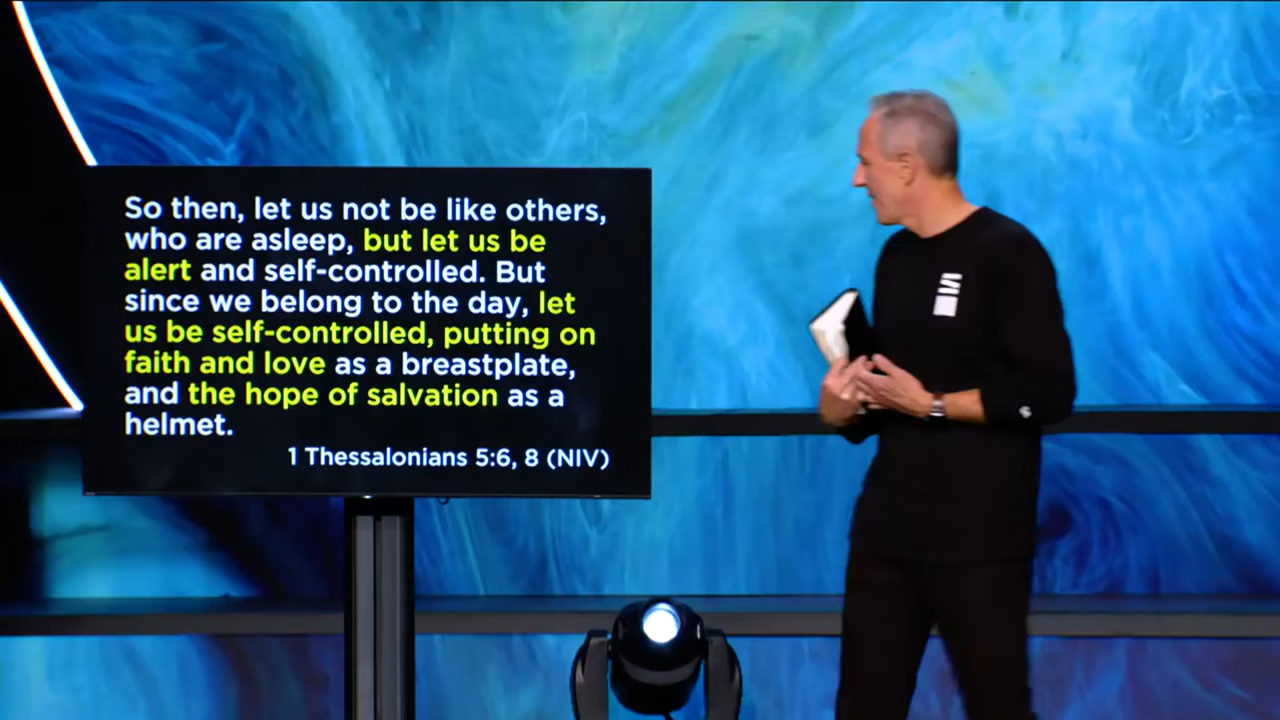 So then, let us not be like others,
who are asleep, but let us be
alert and self-controlled. But
since we belong to the day, let
us be self-controlled, putting on
faith and love as a breastplate,
and the hope of salvation as a
helmet.
1 Thessalonians 5:6, 8 (NIV)